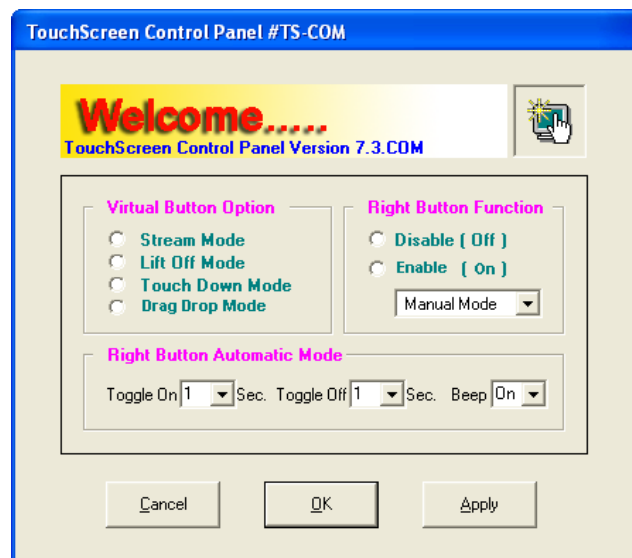 TouchScreen Control Panel #TS-COM
Welcome.....
TouchScreen Control Panel Version 7.3.COM
Virtual Button Option
Stream Mode
Lift Off Mode
Touch Down Mode
Drag Drop Mode
Right Button Function
Disable ( Off )
Enable ( On )
Manual Mode
Right Button Automatic Mode
Toggle On 1 Sec. Toggle Off 1 Sec. Beep On
Cancel OK Apply